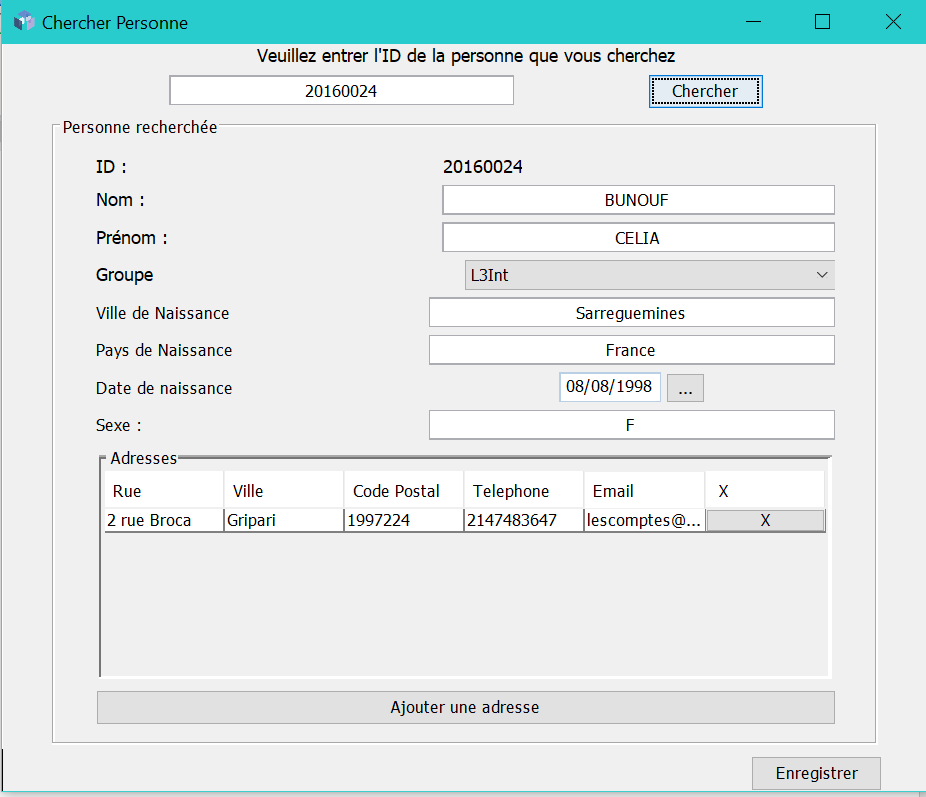 Chercher Personne
Veuillez entrer l'ID de la personne que vous cherchez
20160024 Chercher
Personne recherchée
ID : 20160024
Nom : BUNOUF
Prénom : CELIA
Groupe L3Int
Ville de Naissance Sarreguemines
Pays de Naissance France
Date de naissance 08/08/1998 ...
Sexe : F
Adresses
Rue Ville Code Postal Telephone Email X
2 rue Broca Gripari 1997224 2147483647 lescomptes@... X
Ajouter une adresse
Enregistrer